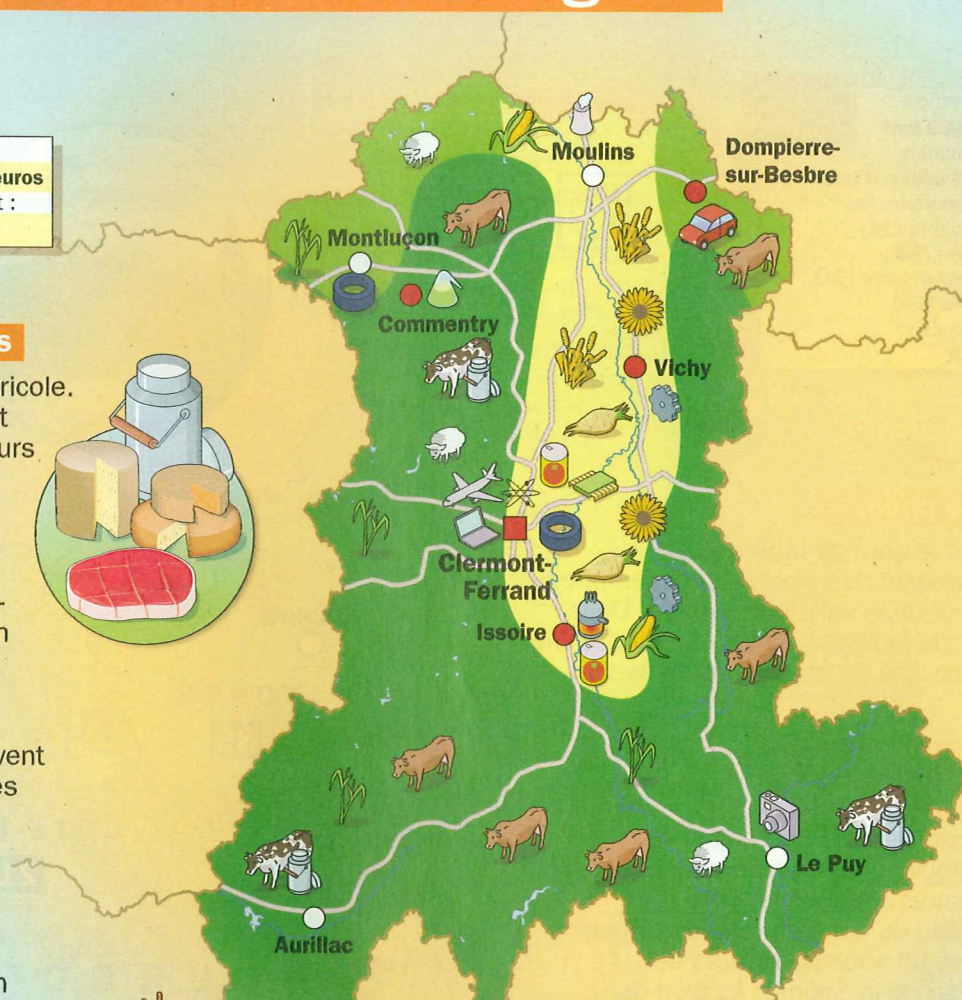 euros
t :
s
ricole.
t
urs
n
vent
es
n
Moulins
Dompierre-
sur-Besbre
Montluçon
Commentry
Vichy
Clermont-
Ferrand
Issoire
Le Puy
Aurillac